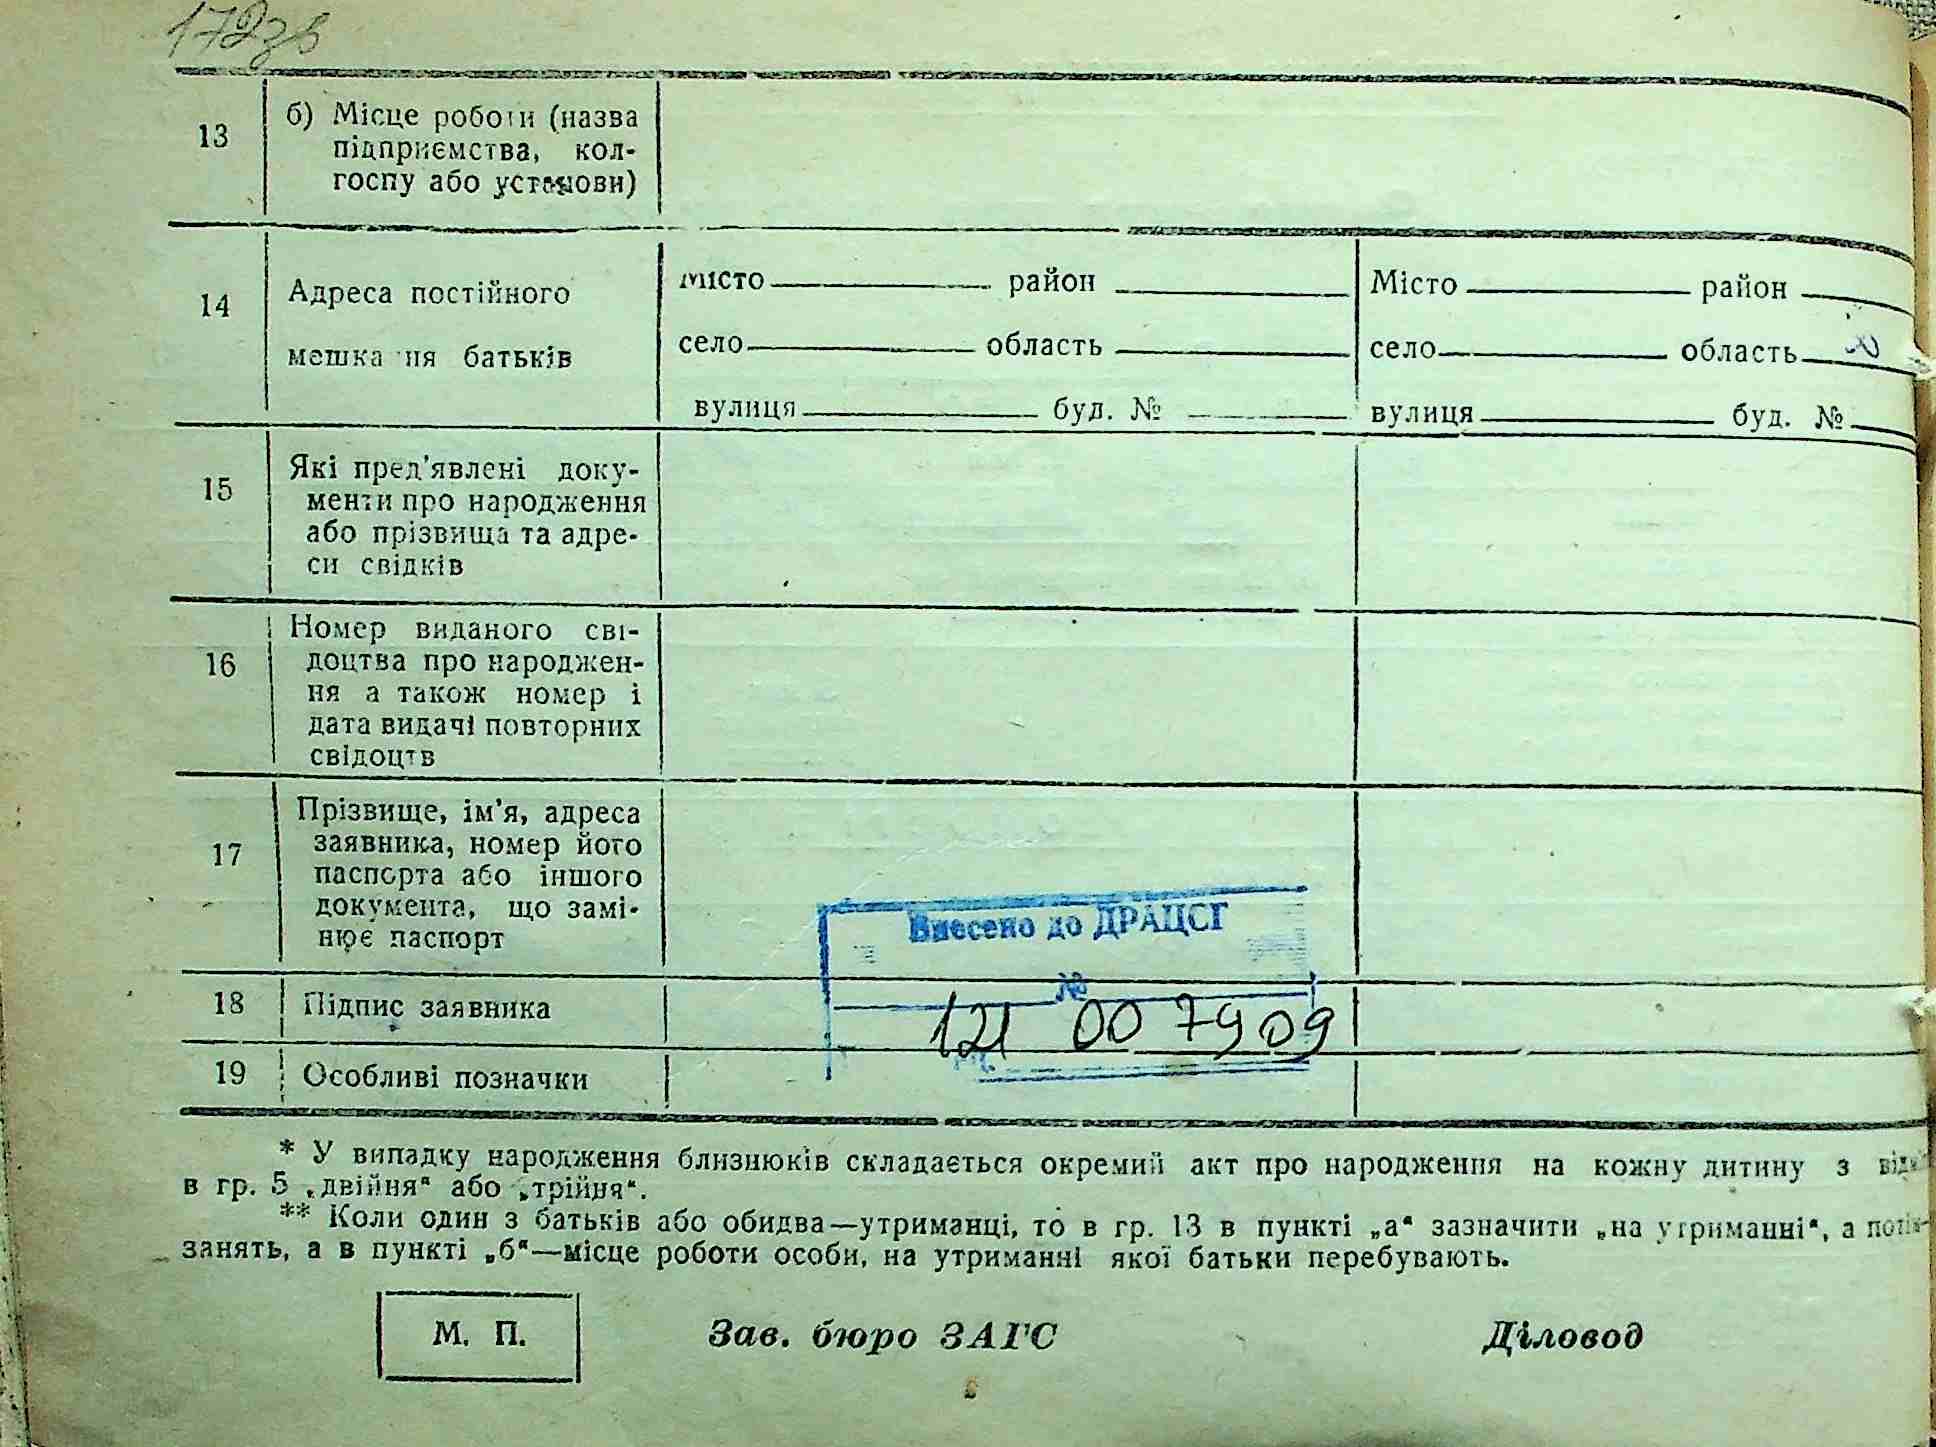 172зв
13
б) Місце роботи (назва
підприємства, кол-
госпу або установи)
14
Адреса постійного
мешкання батьків
місто район
село область
вулиця буд. №
Місто район
село область
вулиця буд. №
15
Які пред'явлені доку-
менти про народження
або прізвища та адре-
си свідків
16
Номер виданого сві-
доцтва про народжен-
ня а також номер і
дата видачі повторних
свідоцтв
17
Прізвище, ім'я, адреса
заявника, номер його
паспорта або іншого
документа, що замі-
нює паспорт
Внесено до ДРАЦСГ
№
121 00 7909
18
Підпис заявника
19
Особливі позначки
* У випадку народження близнюків складається окремий акт про народження на кожну дитину з
в гр. 5 „двійня“ або „трійня“.
** Коли один з батьків або обидва—утриманці, то в гр. 13 в пункті „а“ зазначити „на утриманні“, а
занять, а в пункті „б“—місце роботи особи, на утриманні якої батьки перебувають.
М. П.
Зав. бюро ЗАГС
Діловод